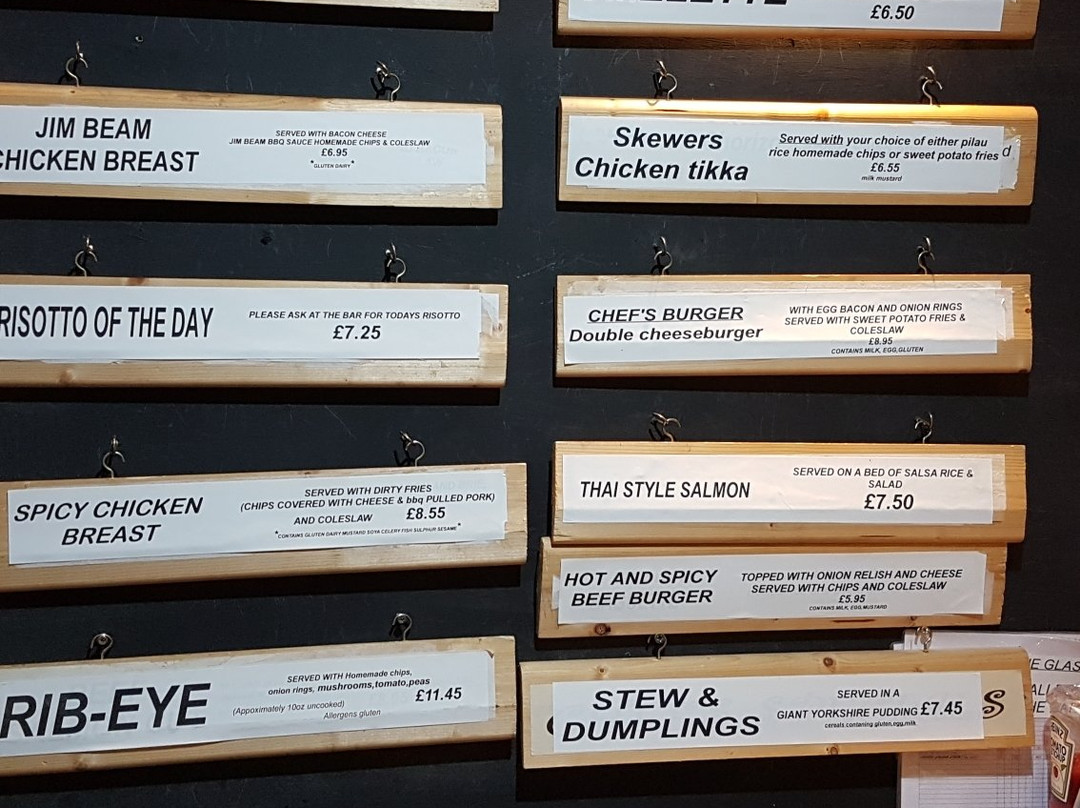 £6.50
JIM BEAM
CHICKEN BREAST
SERVED WITH BACON CHEESE
JIM BEAM BBQ SAUCE HOMEMADE CHIPS & COLESLAW
£6.95
*GLUTEN DAIRY*
Skewers
Chicken tikka
Served with your choice of either pilau
rice homemade chips or sweet potato fries
£6.55
milk mustard
d
RISOTTO OF THE DAY
PLEASE ASK AT THE BAR FOR TODAYS RISOTTO
£7.25
CHEF'S BURGER
Double cheeseburger
WITH EGG BACON AND ONION RINGS
SERVED WITH SWEET POTATO FRIES &
COLESLAW
£8.95
CONTAINS MILK, EGG,GLUTEN
SPICY CHICKEN
BREAST
SERVED WITH DIRTY FRIES
(CHIPS COVERED WITH CHEESE & bbq PULLED PORK)
AND COLESLAW £8.55
*CONTAINS GLUTEN DAIRY MUSTARD SOYA CELERY FISH SULPHUR SESAME*
THAI STYLE SALMON
SERVED ON A BED OF SALSA RICE &
SALAD
£7.50
HOT AND SPICY
BEEF BURGER
TOPPED WITH ONION RELISH AND CHEESE
SERVED WITH CHIPS AND COLESLAW
£5.95
CONTAINS MILK, EGG,MUSTARD
RIB-EYE
SERVED WITH Homemade chips,
onion rings, mushrooms,tomato,peas
(Appoximately 10oz uncooked) £11.45
Allergens gluten
STEW &
DUMPLINGS
SERVED IN A
GIANT YORKSHIRE PUDDING £7.45
cereals contaning gluten,egg,milk
S